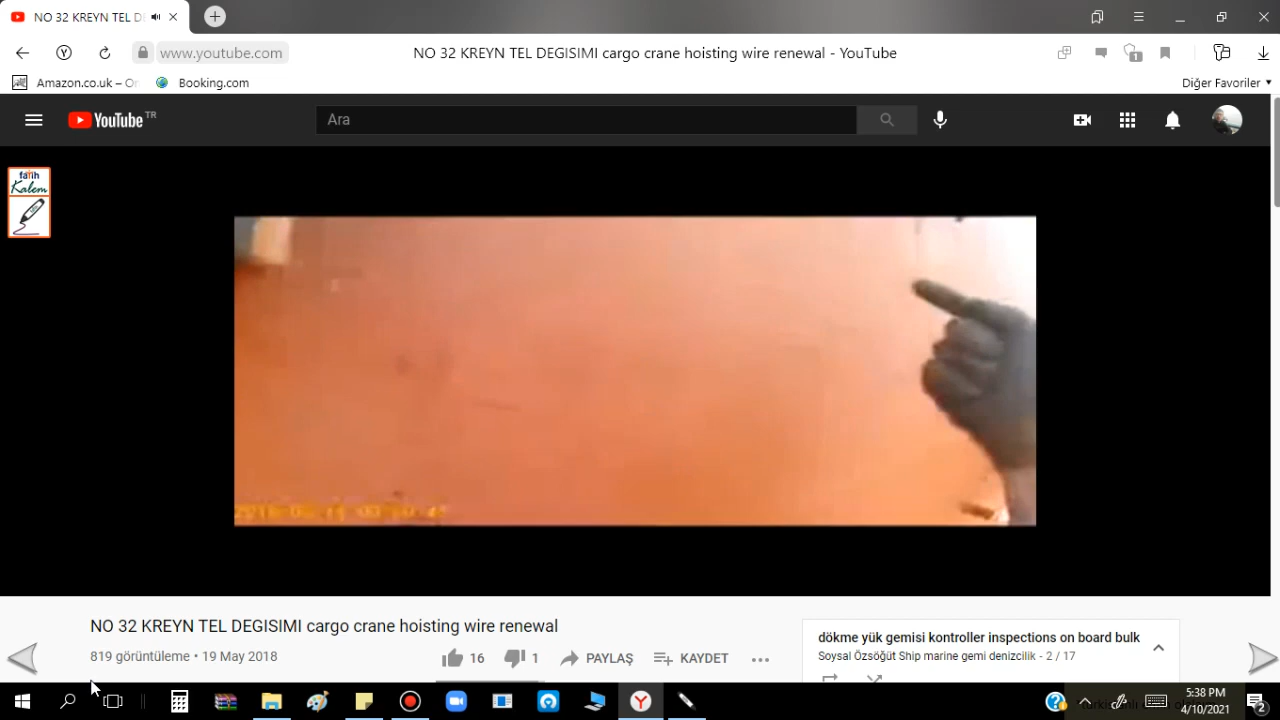 NO 32 KREYN TEL D
www.youtube.com
NO 32 KREYN TEL DEGISIMI cargo crane hoisting wire renewal - YouTube
1
Amazon.co.uk – O
Booking.com
Diğer Favoriler
YouTube TR
Ara
fatih
Kalem
NO 32 KREYN TEL DEGISIMI cargo crane hoisting wire renewal
819 görüntüleme • 19 May 2018
16
1
PAYLAŞ
KAYDET
dökme yük gemisi kontroller inspections on board bulk
Soysal Özsöğüt Ship marine gemi denizcilik - 2 / 17
5:38 PM
4/10/2021
2